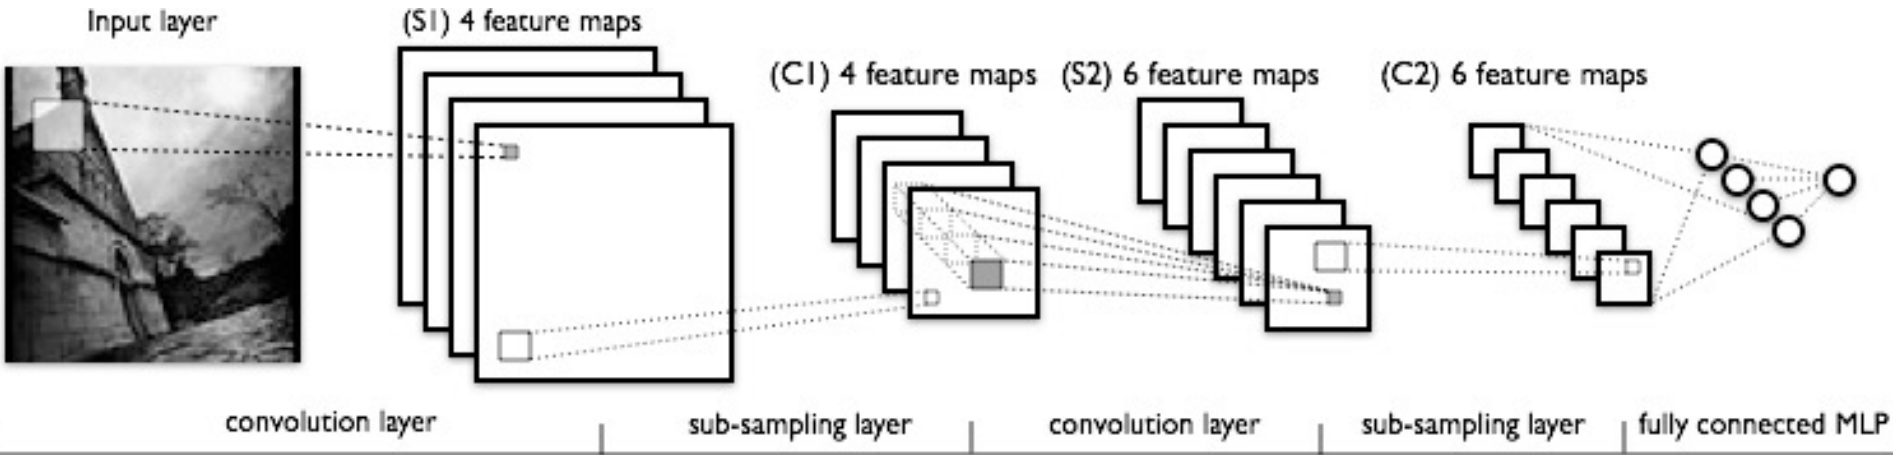 Input layer
(S1) 4 feature maps
(C1) 4 feature maps
(S2) 6 feature maps
(C2) 6 feature maps
convolution layer
sub-sampling layer
convolution layer
sub-sampling layer
fully connected MLP